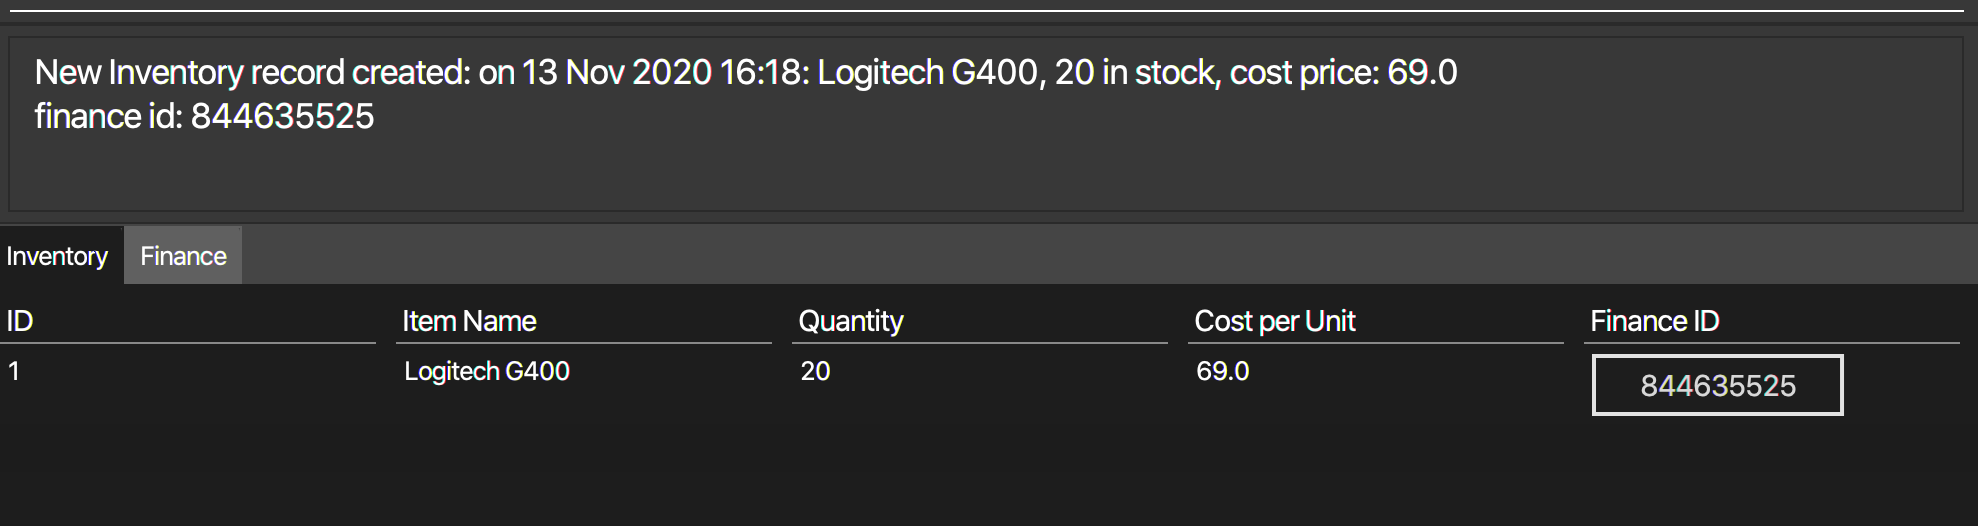 New Inventory record created: on 13 Nov 2020 16:18: Logitech G400, 20 in stock, cost price: 69.0
finance id: 844635525
Inventory Finance
ID Item Name Quantity Cost per Unit Finance ID
1 Logitech G400 20 69.0 844635525